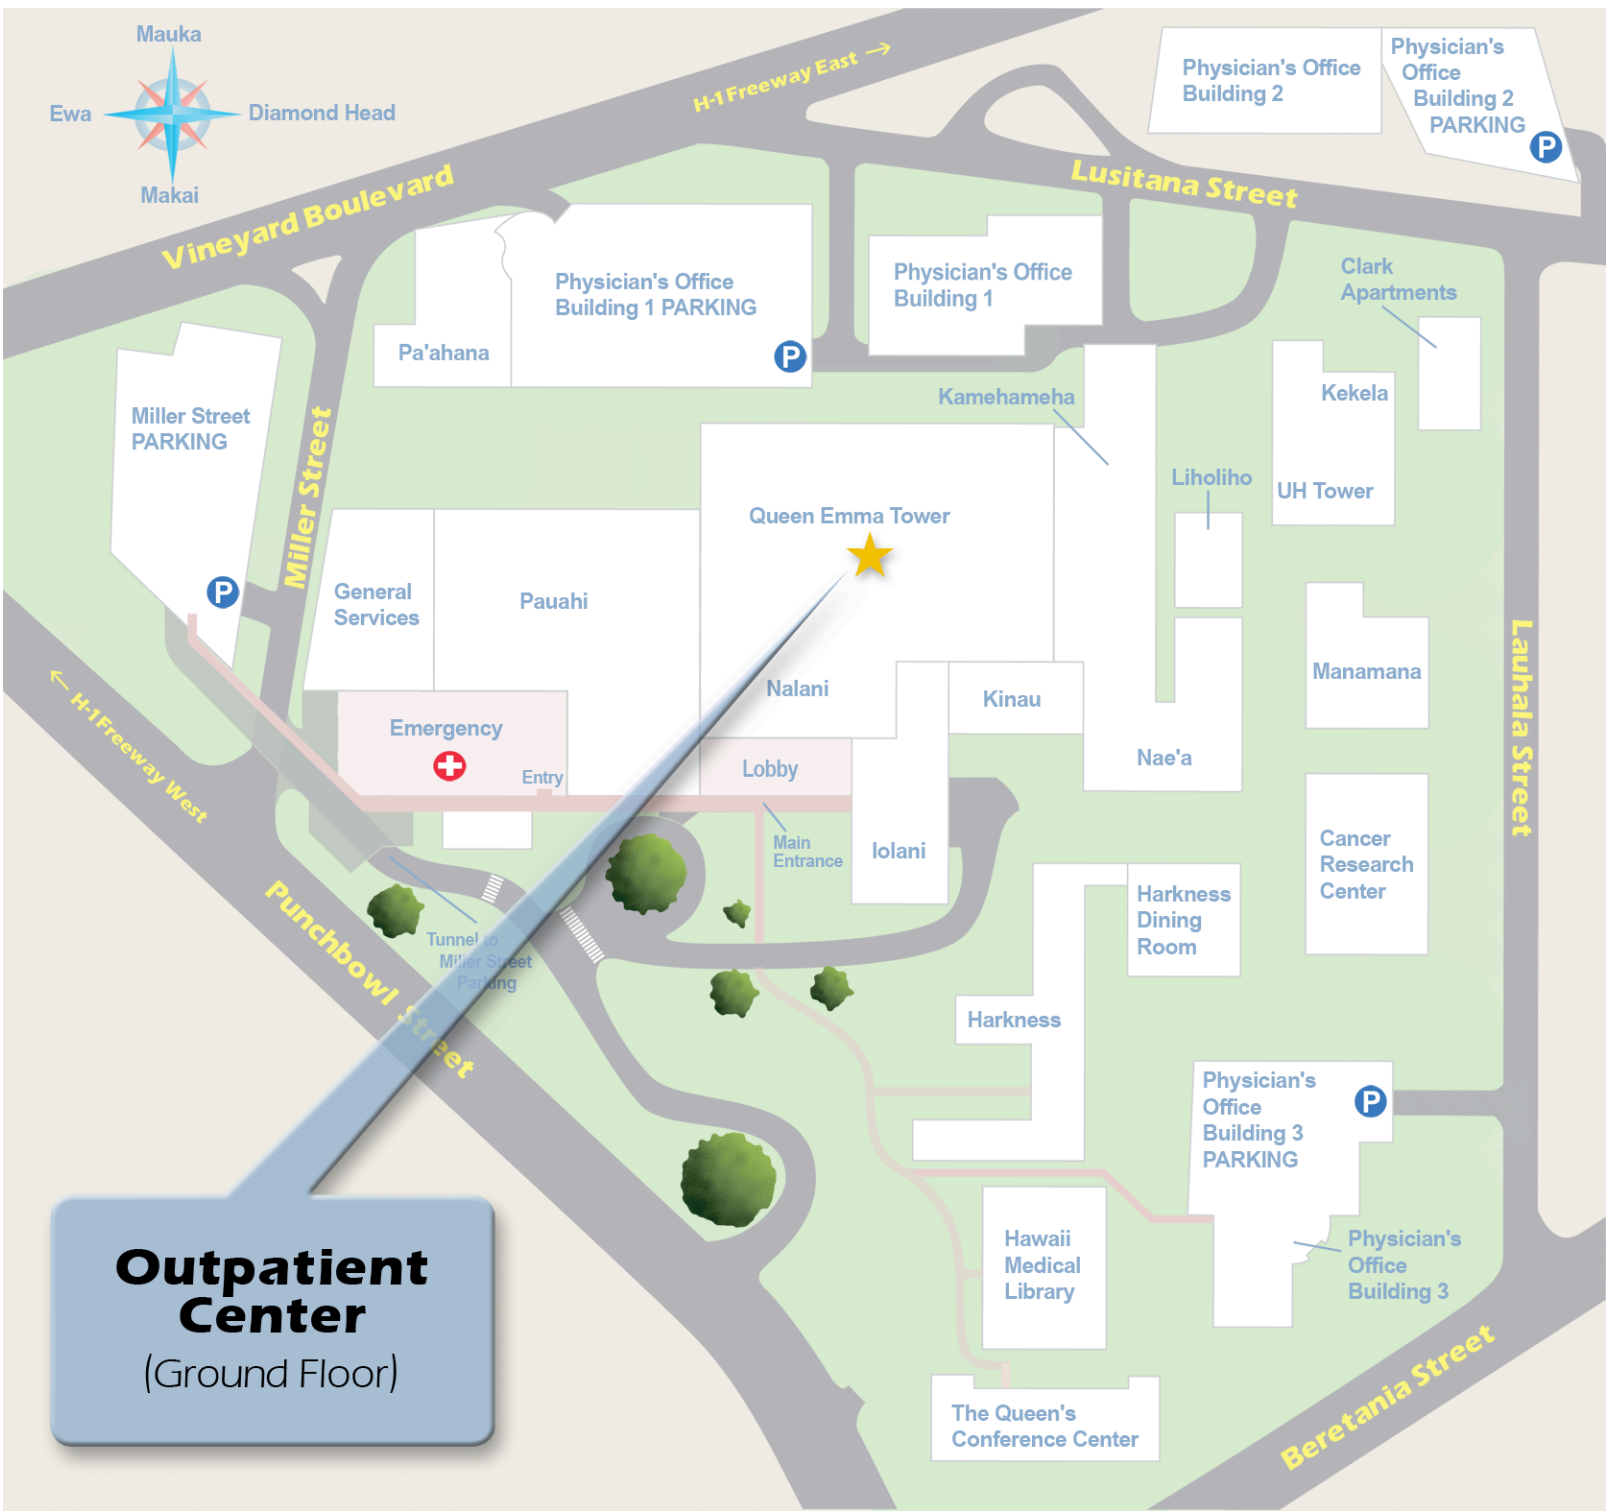 Mauka
Ewa
Diamond Head
Makai
H-1 Freeway East →
Vineyard Boulevard
Physician's Office
Building 2
Physician's
Office
Building 2
PARKING
P
Lusitana Street
Physician's Office
Building 1 PARKING
P
Pa'ahana
Physician's Office
Building 1
Clark
Apartments
Kamehameha
Kekela
UH Tower
Liholiho
Miller Street
PARKING
P
Miller Street
General
Services
Pauahi
Queen Emma Tower
Nalani
Kinau
Nae'a
Manamana
Lauhala Street
← H-1 Freeway West
Emergency
Entry
Lobby
Main
Entrance
Iolani
Cancer
Research
Center
Harkness
Dining
Room
Harkness
Tunnel to
Miller Street
Parking
Punchbowl Street
Physician's
Office
Building 3
PARKING
P
Physician's
Office
Building 3
Hawaii
Medical
Library
The Queen's
Conference Center
Beretania Street
Outpatient
Center
(Ground Floor)